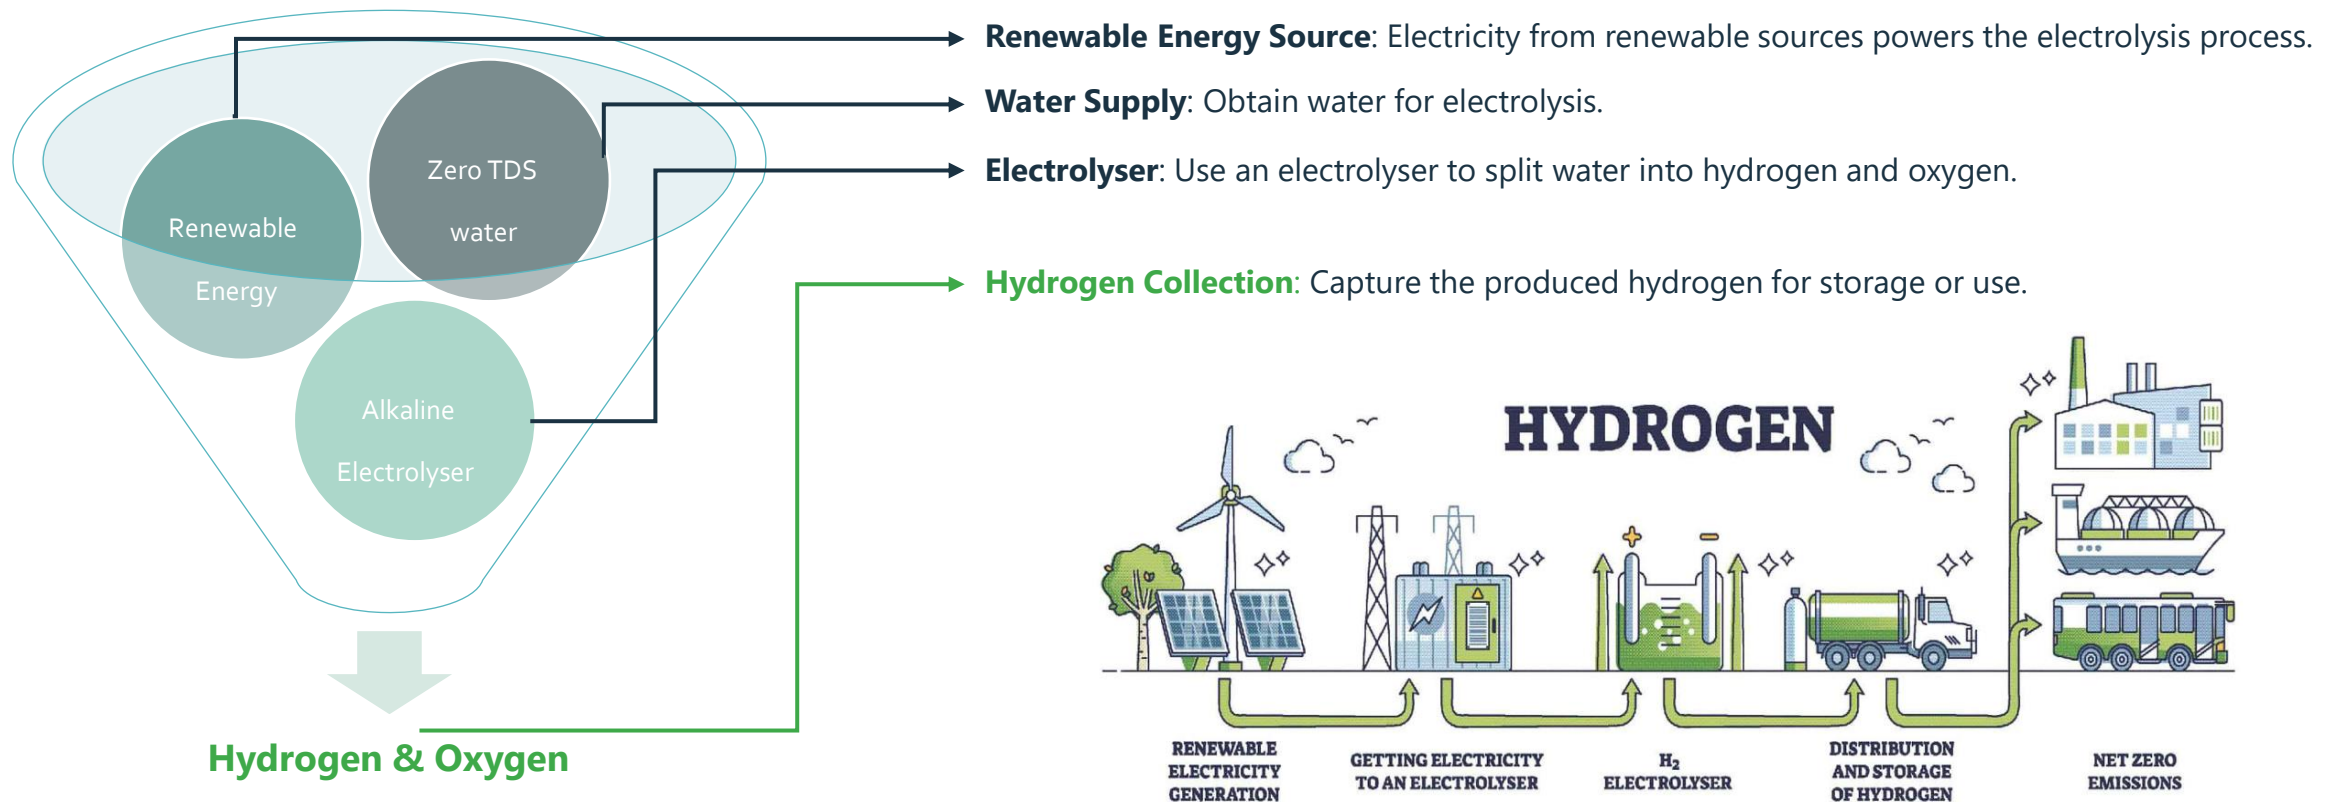 Renewable Energy Source: Electricity from renewable sources powers the electrolysis process.
Water Supply: Obtain water for electrolysis.
Electrolyser: Use an electrolyser to split water into hydrogen and oxygen.
Hydrogen Collection: Capture the produced hydrogen for storage or use.
Renewable
Energy
Zero TDS
water
Alkaline
Electrolyser
Hydrogen & Oxygen
HYDROGEN
+
−
RENEWABLE
ELECTRICITY
GENERATION
GETTING ELECTRICITY
TO AN ELECTROLYSER
H₂
ELECTROLYSER
DISTRIBUTION
AND STORAGE
OF HYDROGEN
NET ZERO
EMISSIONS